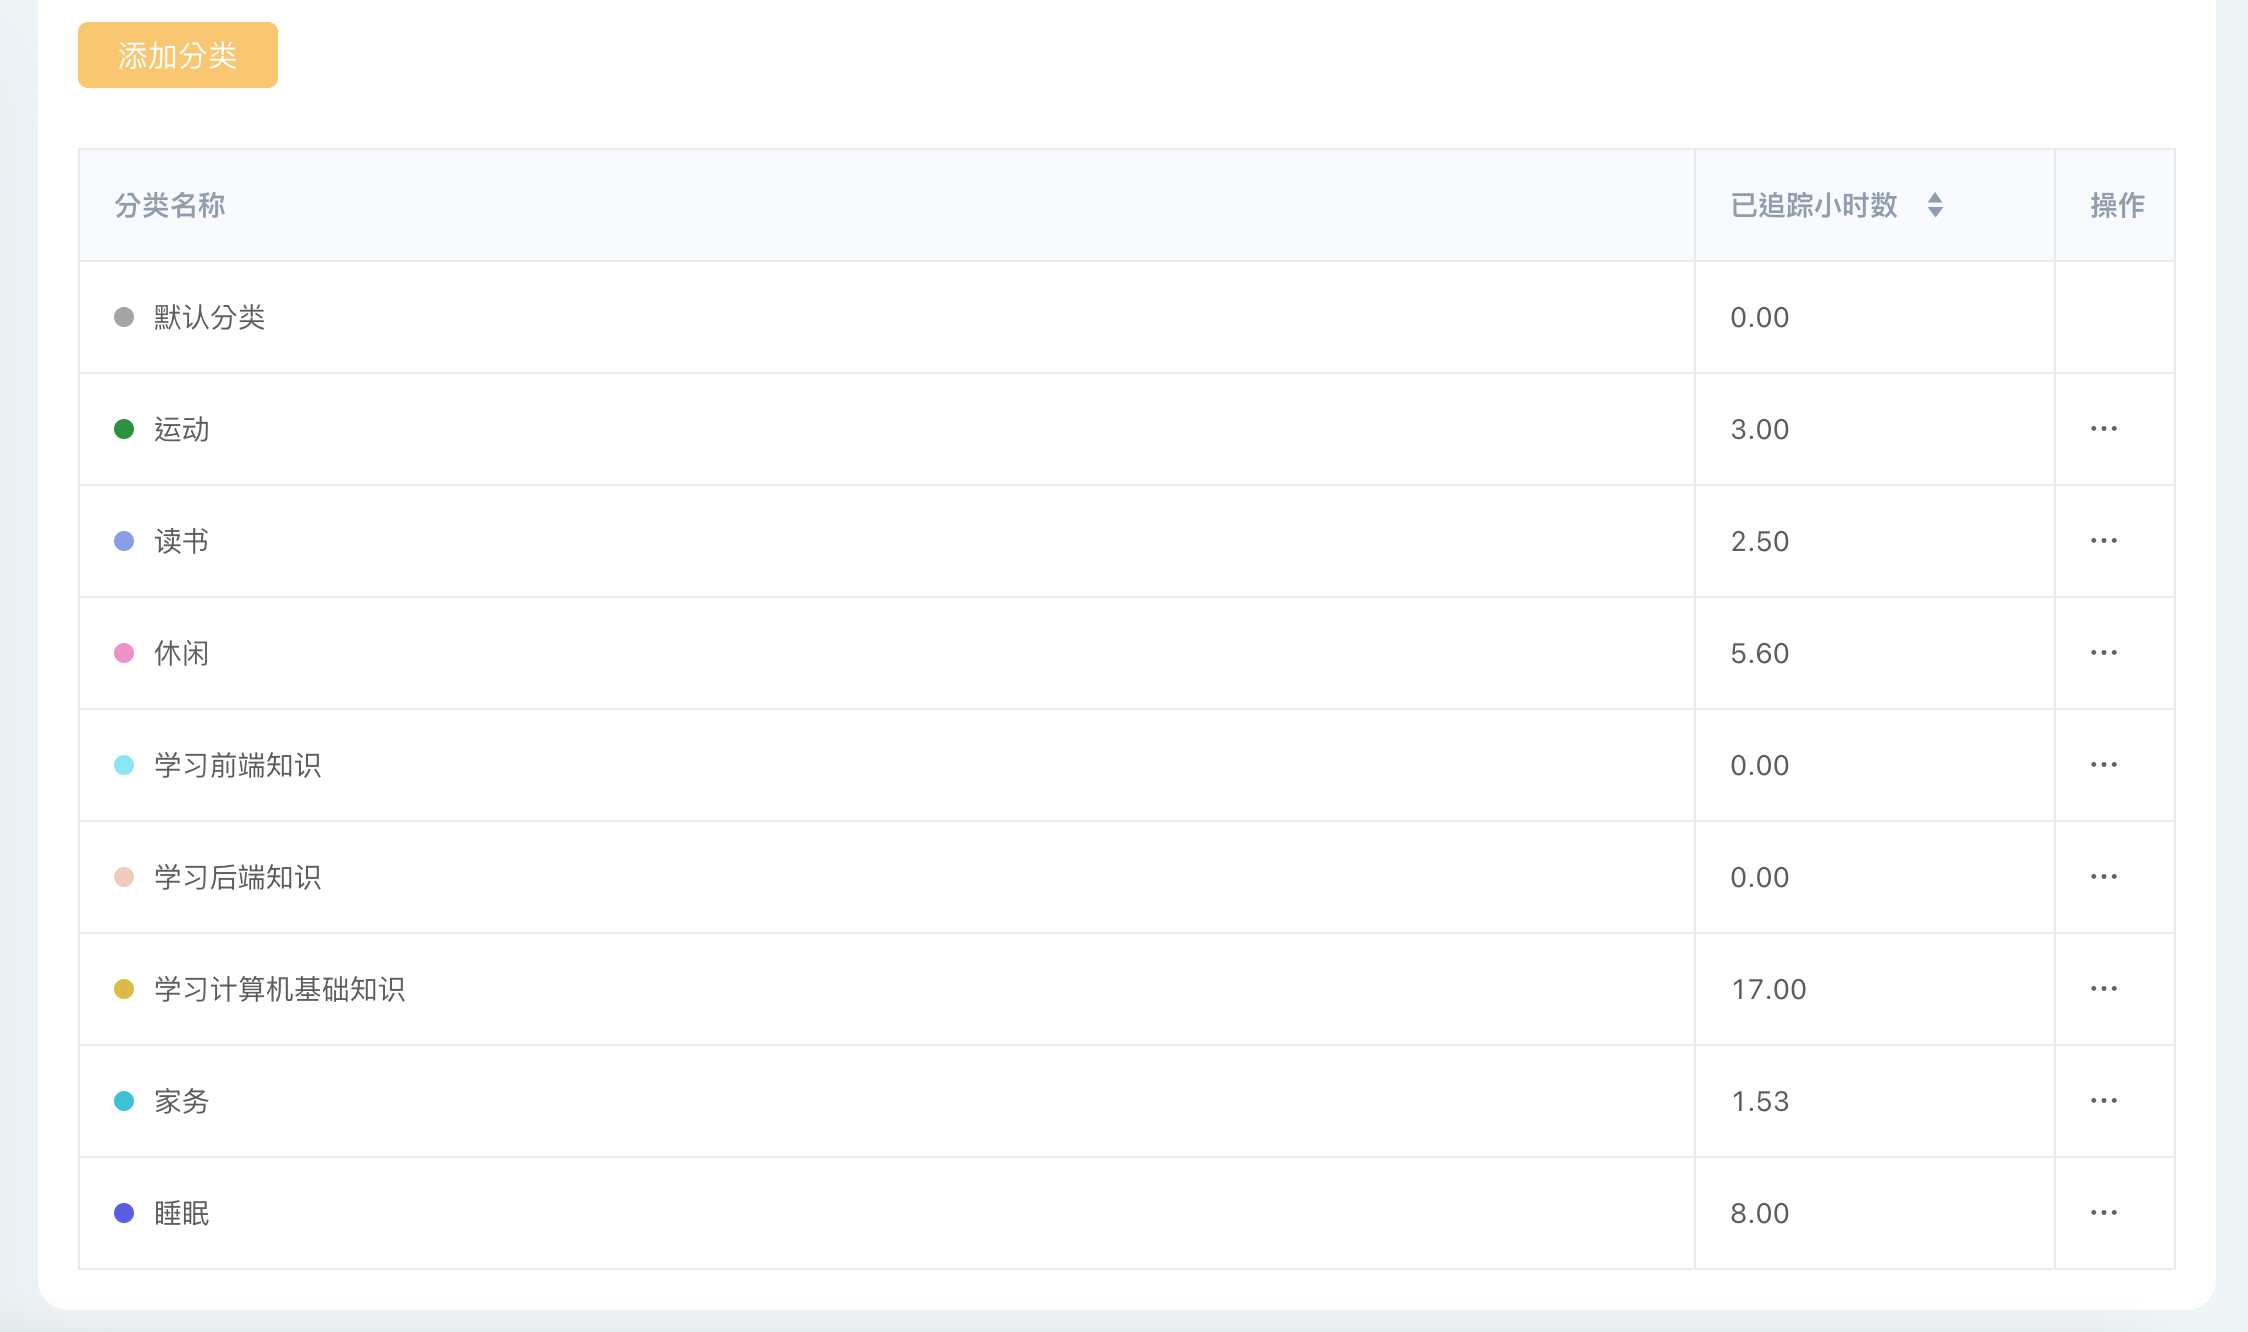 添加分类
分类名称 已追踪小时数 操作
默认分类 0.00
运动 3.00 ···
读书 2.50 ···
休闲 5.60 ···
学习前端知识 0.00 ···
学习后端知识 0.00 ···
学习计算机基础知识 17.00 ···
家务 1.53 ···
睡眠 8.00 ···